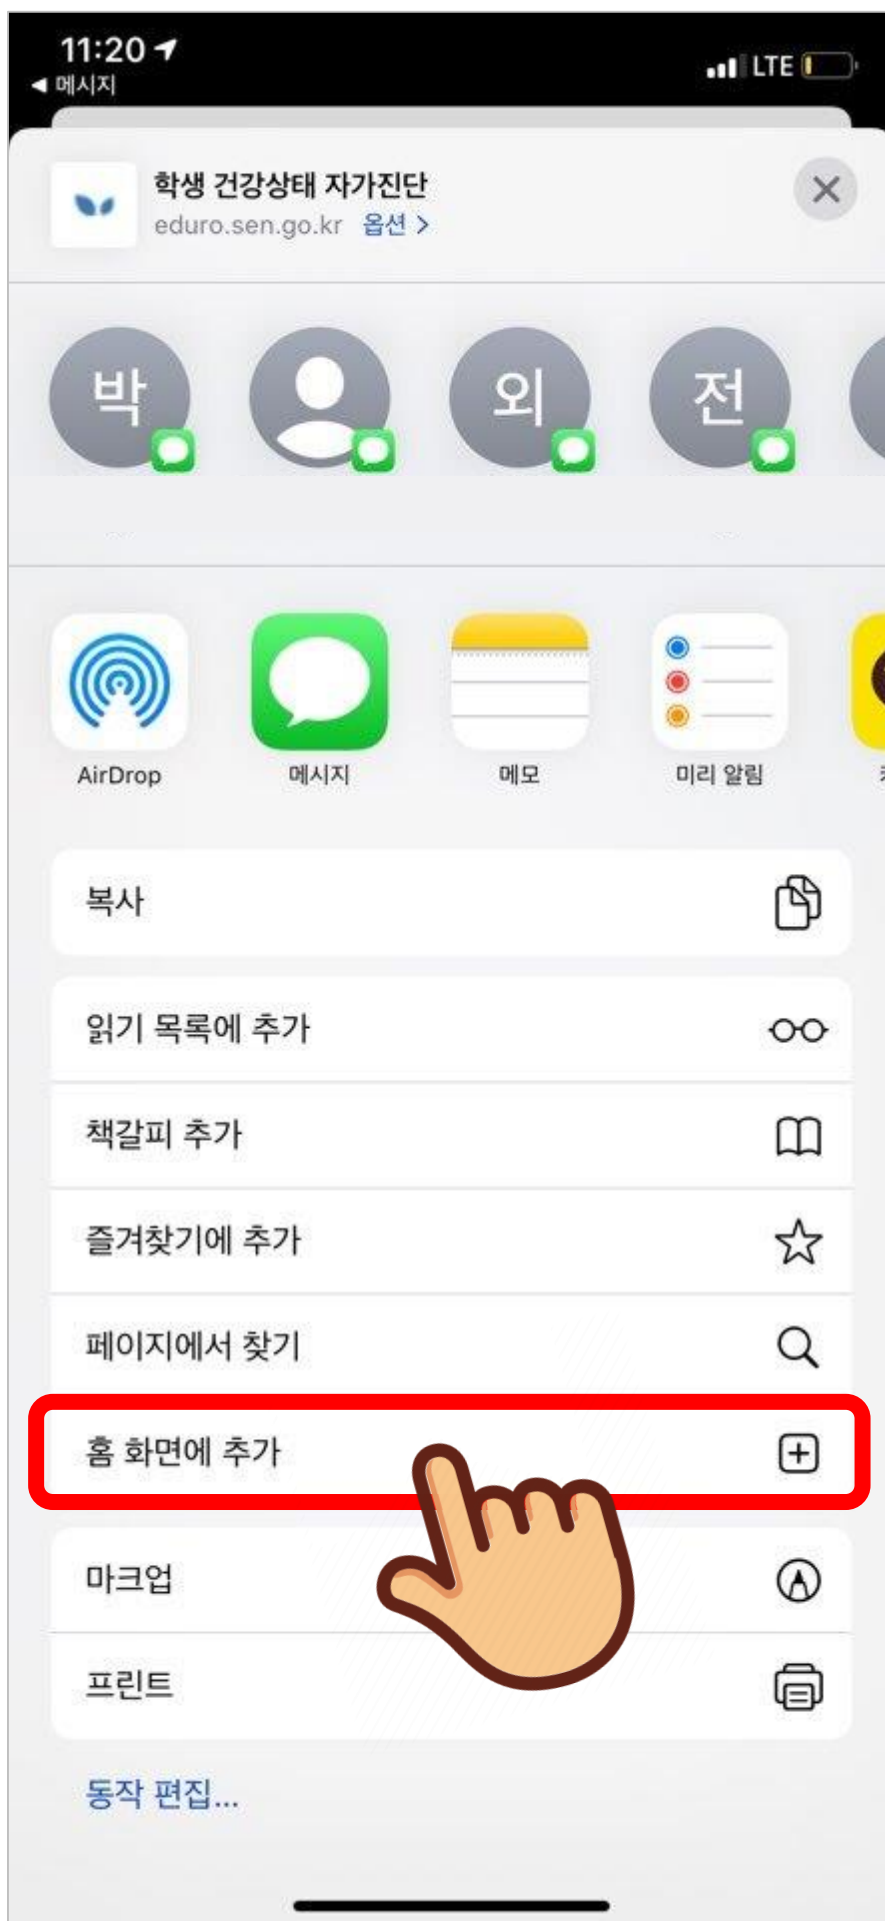 11:20
◀ 메시지
LTE
학생 건강상태 자가진단
eduro.sen.go.kr 옵션 >
박
외
전
AirDrop
메시지
메모
미리 알림
복사
읽기 목록에 추가
책갈피 추가
즐겨찾기에 추가
페이지에서 찾기
홈 화면에 추가
마크업
프린트
동작 편집...